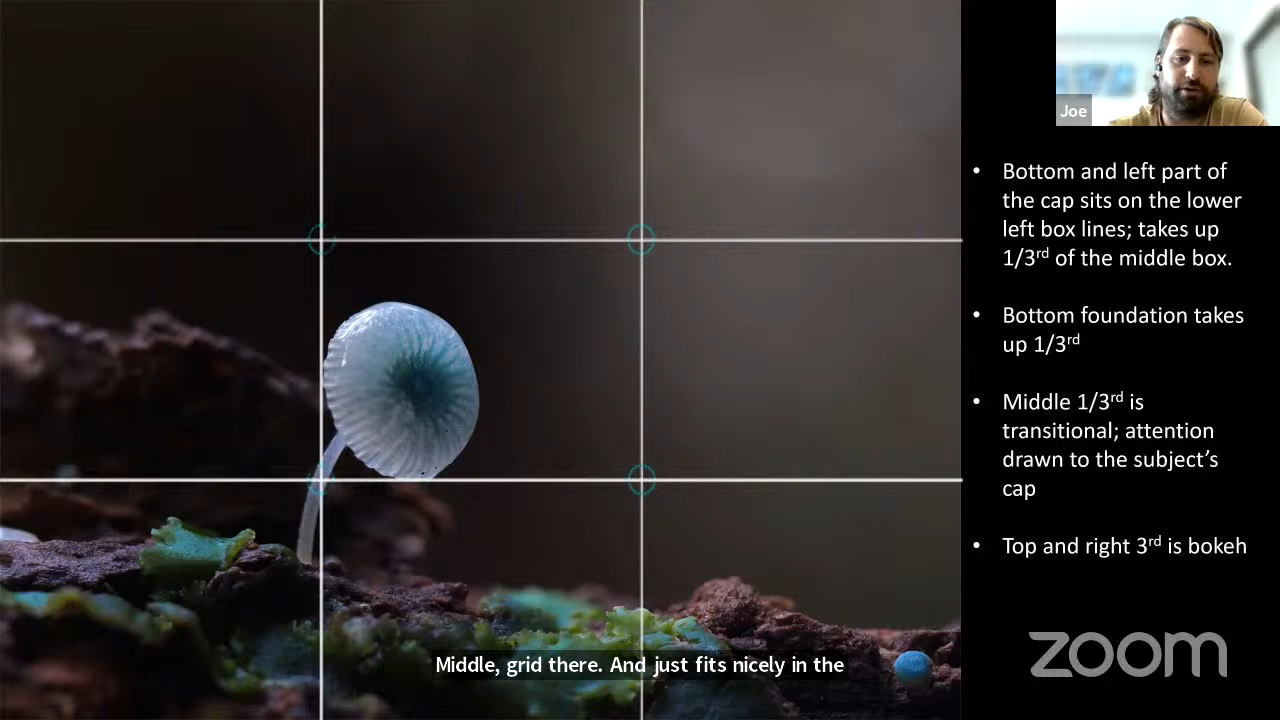 Joe
• Bottom and left part of
the cap sits on the lower
left box lines; takes up
1/3rd of the middle box.
• Bottom foundation takes
up 1/3rd
• Middle 1/3rd is
transitional; attention
drawn to the subject’s
cap
• Top and right 3rd is bokeh
zoom
Middle, grid there. And just fits nicely in the